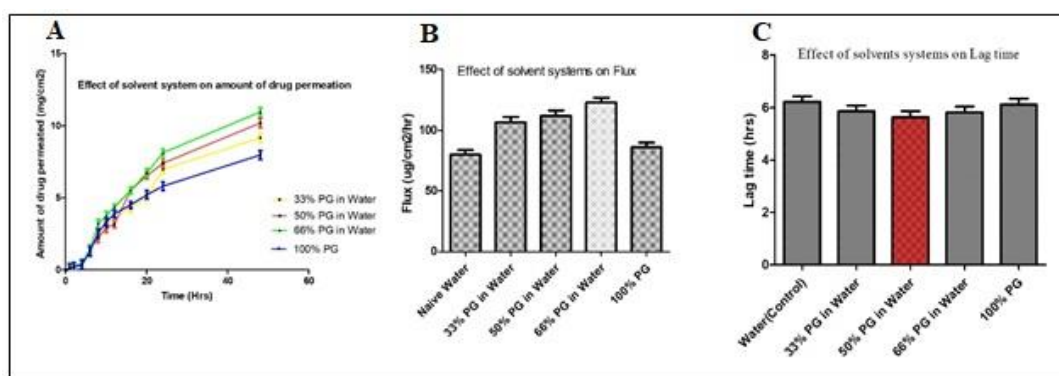 A
Effect of solvent system on amount of drug permeation
Amount of drug permeated (mg/cm2)
15
10
5
0
0
20
40
60
Time (Hrs)
33% PG in Water
50% PG in Water
66% PG in Water
100% PG
B
Effect of solvent systems on Flux
Flux (ug/cm2/hr)
150
100
50
0
Naive Water
33% PG in Water
50% PG in Water
66% PG in Water
100% PG
C
Effect of solvents systems on Lag time
Lag time (hrs)
8
6
4
2
0
Water(Control)
33% PG in Water
50% PG in Water
66% PG in Water
100% PG